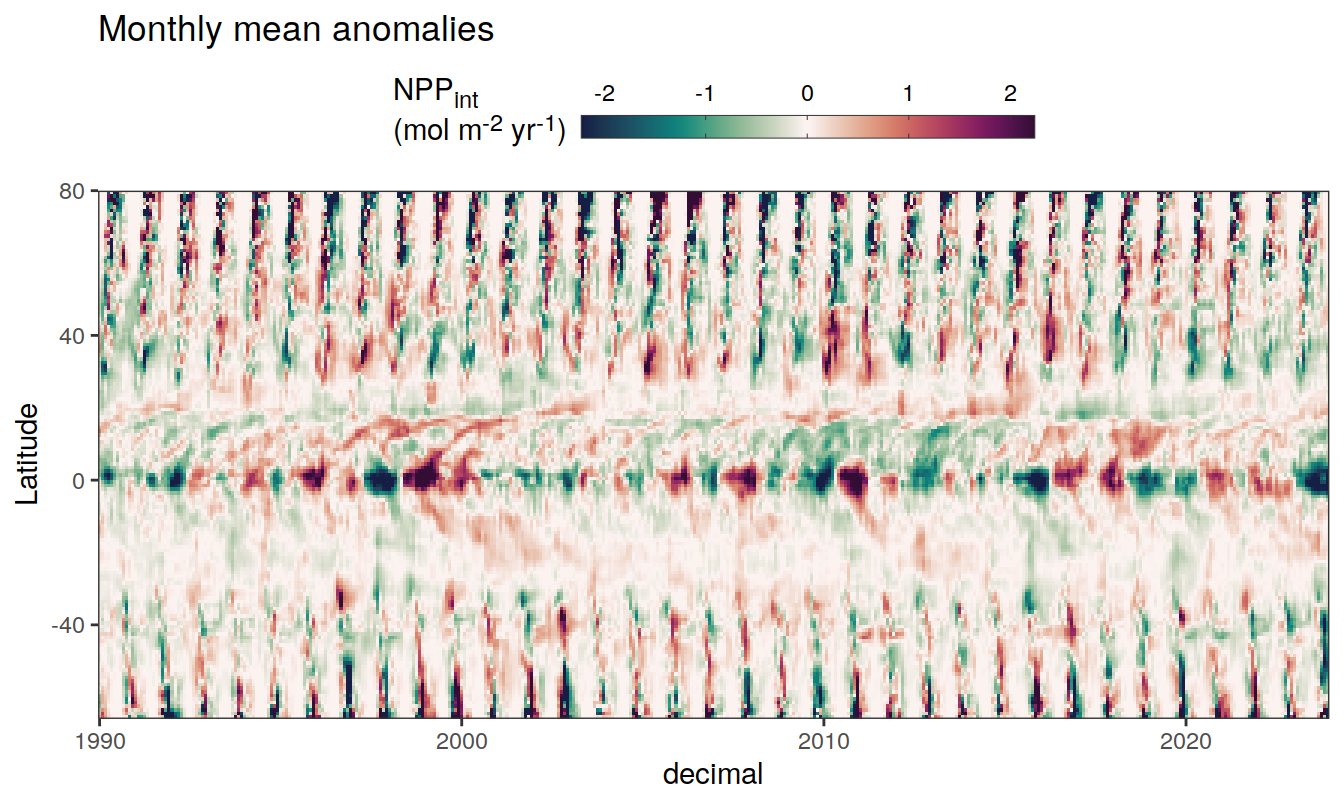 Monthly mean anomalies
NPPint
(mol m-2 yr-1)
-2 -1 0 1 2
80
40
0
-40
Latitude
1990 2000 2010 2020
decimal